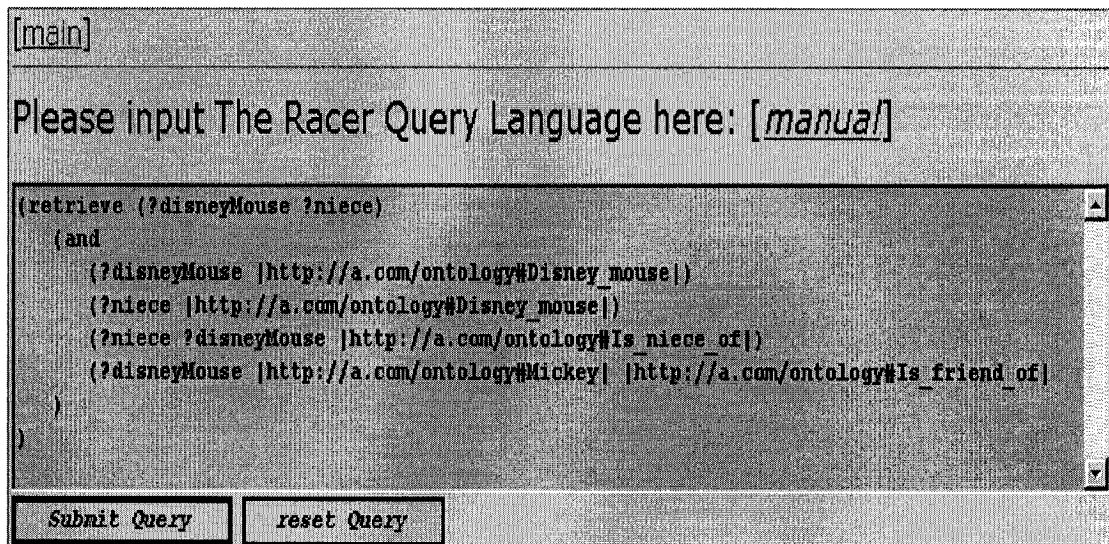 [main]
Please input The Racer Query Language here: [manual]
(retrieve (?disneyMouse ?niece)
(and
(?disneyMouse |http://a.com/ontology#Disney_mouse|)
(?niece |http://a.com/ontology#Disney_mouse|)
(?niece ?disneyMouse |http://a.com/ontology#Is_niece_of|)
(?disneyMouse |http://a.com/ontology#Mickey| |http://a.com/ontology#Is_friend_of|
)
)
Submit Query reset Query